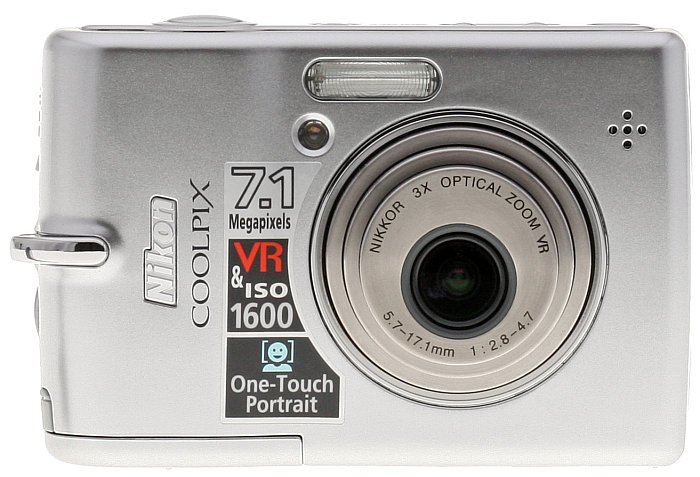 Nikon
COOLPIX
7.1
Megapixels
VR
& ISO
1600
One-Touch
Portrait
NIKKOR 3X OPTICAL ZOOM VR
5.7-17.1mm 1:2.8-4.7